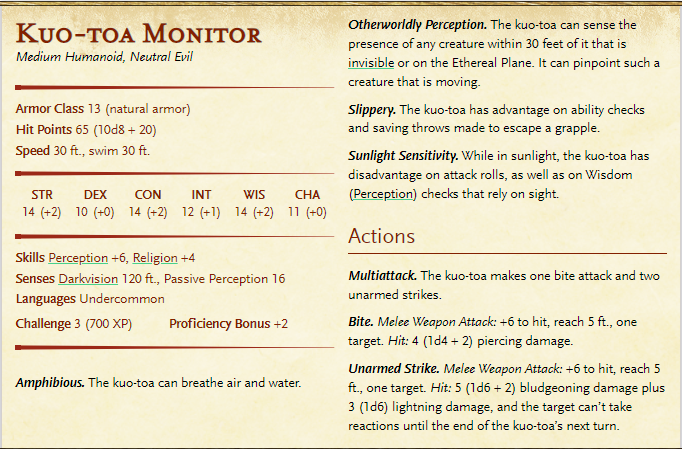 Kuo-toa Monitor
Medium Humanoid, Neutral Evil
Armor Class 13 (natural armor)
Hit Points 65 (10d8 + 20)
Speed 30 ft., swim 30 ft.
STR DEX CON INT WIS CHA
14 (+2) 10 (+0) 14 (+2) 12 (+1) 14 (+2) 11 (+0)
Skills Perception +6, Religion +4
Senses Darkvision 120 ft., Passive Perception 16
Languages Undercommon
Challenge 3 (700 XP) Proficiency Bonus +2
Amphibious. The kuo-toa can breathe air and water.
Otherworldly Perception. The kuo-toa can sense the
presence of any creature within 30 feet of it that is
invisible or on the Ethereal Plane. It can pinpoint such a
creature that is moving.
Slippery. The kuo-toa has advantage on ability checks
and saving throws made to escape a grapple.
Sunlight Sensitivity. While in sunlight, the kuo-toa has
disadvantage on attack rolls, as well as on Wisdom
(Perception) checks that rely on sight.
Actions
Multiattack. The kuo-toa makes one bite attack and two
unarmed strikes.
Bite. Melee Weapon Attack: +6 to hit, reach 5 ft., one
target. Hit: 4 (1d4 + 2) piercing damage.
Unarmed Strike. Melee Weapon Attack: +6 to hit, reach 5
ft., one target. Hit: 5 (1d6 + 2) bludgeoning damage plus
3 (1d6) lightning damage, and the target can't take
reactions until the end of the kuo-toa's next turn.